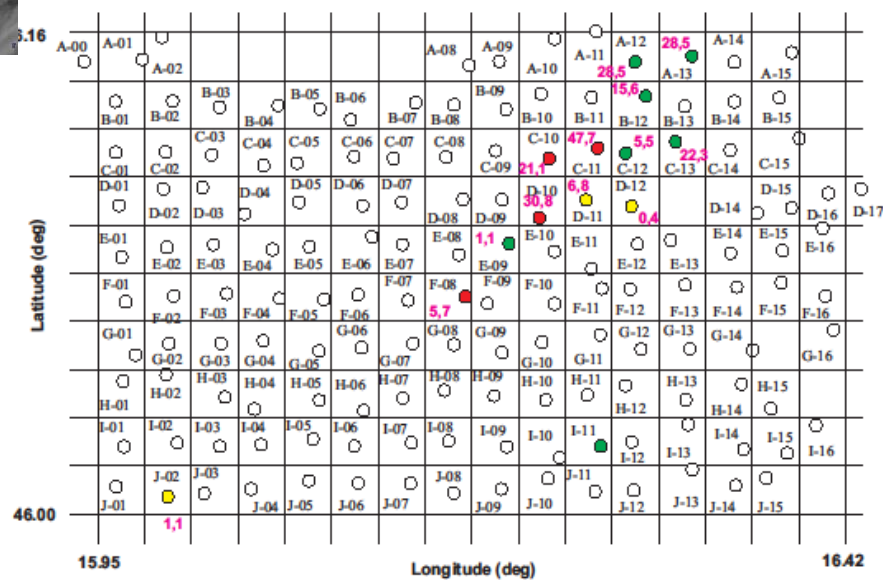 6.16
A-00 A-01 A-02 A-08 A-09 A-10 A-11 A-12 28,5 28,5 A-13 A-14 A-15
B-01 B-02 B-03 B-04 B-05 B-06 B-07 B-08 B-09 B-10 B-11 15,6 B-12 B-13 B-14 B-15
C-01 C-02 C-03 C-04 C-05 C-06 C-07 C-08 C-09 C-10 21,1 47,7 C-11 5,5 C-12 22,3 C-13 C-14 C-15
D-01 D-02 D-03 D-04 D-05 D-06 D-07 D-08 D-09 D-10 30,8 6,8 D-11 D-12 0,4 D-14 D-15 D-16 D-17
E-01 E-02 E-03 E-04 E-05 E-06 E-07 E-08 1,1 E-09 E-10 E-11 E-12 E-13 E-14 E-15 E-16
F-01 F-02 F-03 F-04 F-05 F-06 F-07 F-08 5,7 F-09 F-10 F-11 F-12 F-13 F-14 F-15 F-16
G-01 G-02 G-03 G-04 G-05 G-06 G-07 G-08 G-09 G-10 G-11 G-12 G-13 G-14 G-16
H-01 H-02 H-03 H-04 H-05 H-06 H-07 H-08 H-09 H-10 H-11 H-12 H-13 H-14 H-15
I-01 I-02 I-03 I-04 I-05 I-06 I-07 I-08 I-09 I-10 I-11 I-12 I-13 I-14 I-15 I-16
J-01 J-02 1,1 J-03 J-04 J-05 J-06 J-07 J-08 J-09 J-10 J-11 J-12 J-13 J-14 J-15
Latitude (deg)
46.00
15.95
Longitude (deg)
16.42